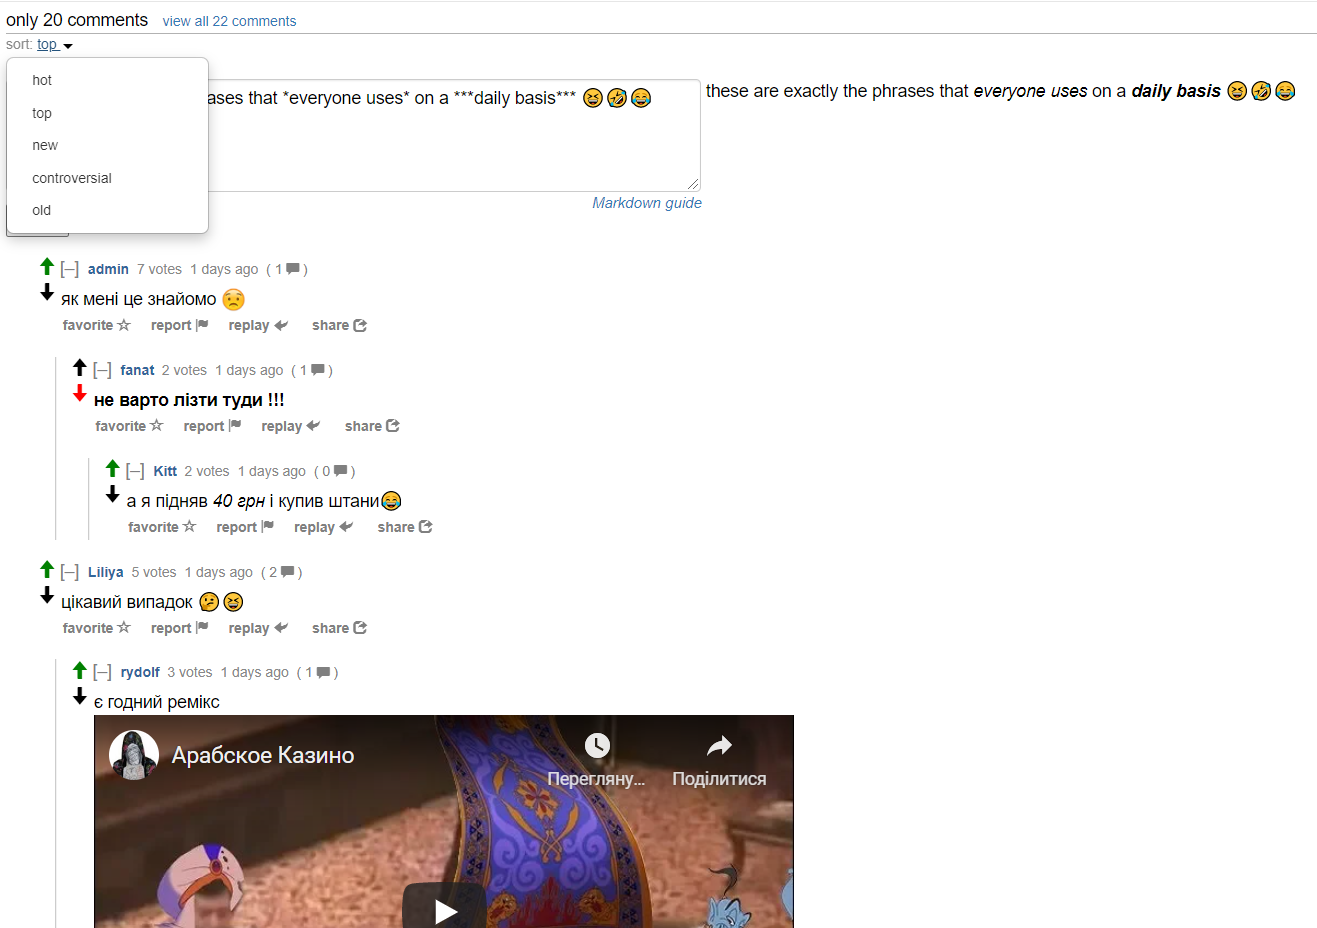 only 20 comments view all 22 comments
sort: top
hot
top
new
controversial
old
ases that *everyone uses* on a ***daily basis*** 😆🤣😂
these are exactly the phrases that everyone uses on a daily basis 😆🤣😂
Markdown guide
[–] admin 7 votes 1 days ago ( 1 )
як мені це знайомо 😟
favorite report replay share
[–] fanat 2 votes 1 days ago ( 1 )
не варто лізти туди !!!
favorite report replay share
[–] Kitt 2 votes 1 days ago ( 0 )
а я підняв 40 грн і купив штани😂
favorite report replay share
[–] Liliya 5 votes 1 days ago ( 2 )
цікавий випадок 🤔😆
favorite report replay share
[–] rydolf 3 votes 1 days ago ( 1 )
є годний ремікс
Арабское Казино
Перегляну... Поділитися